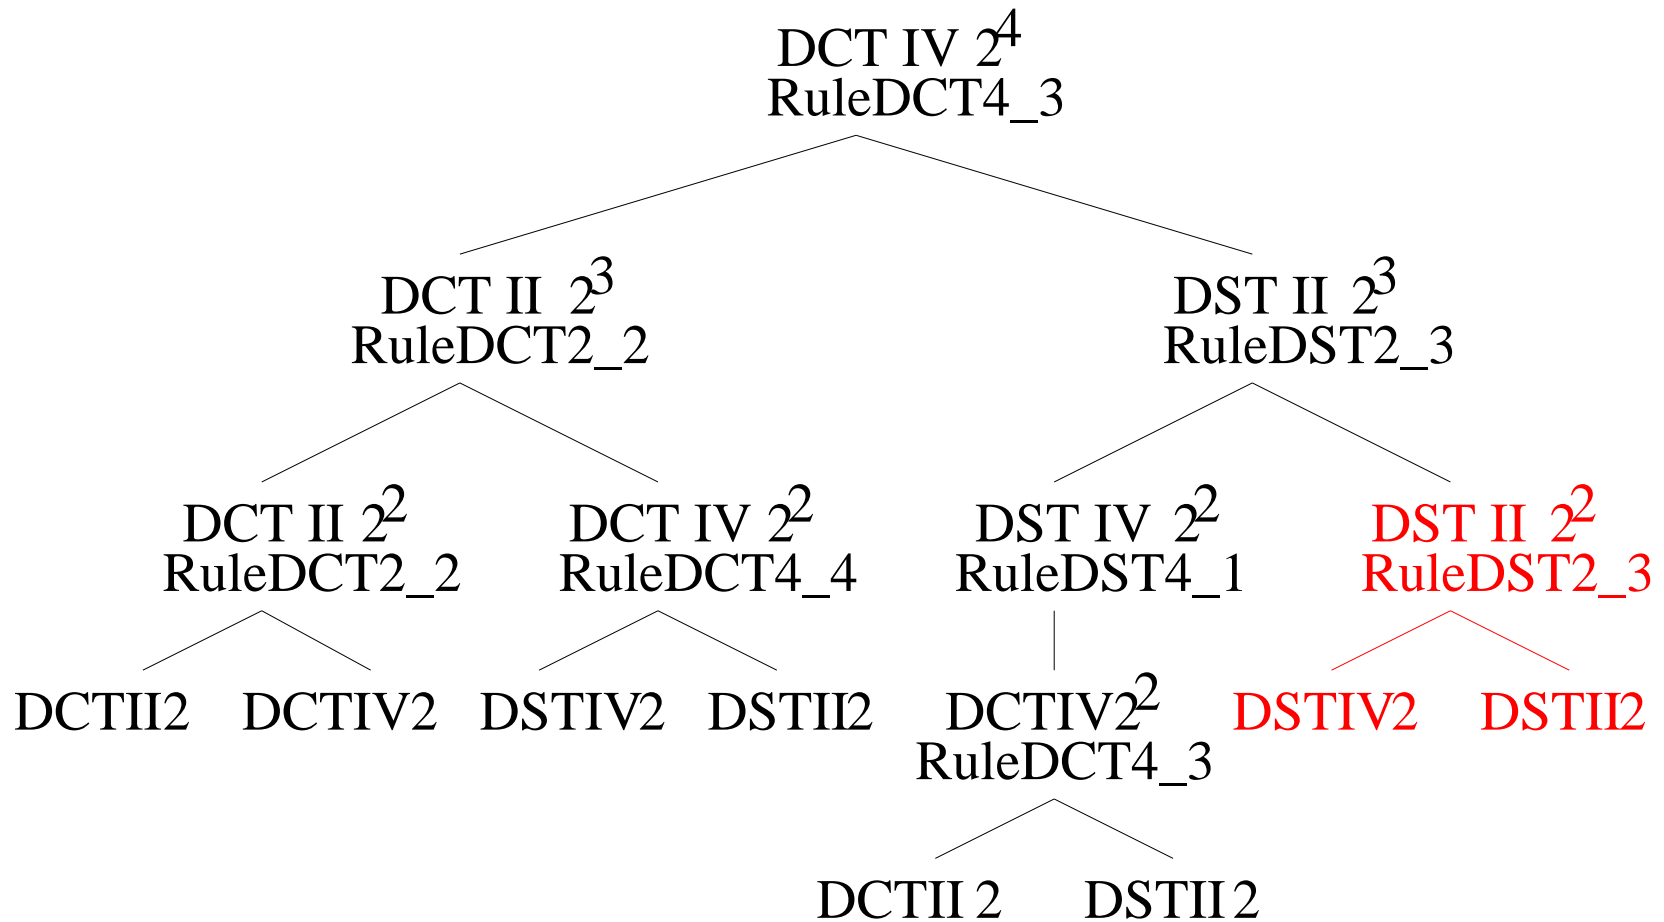 DCT IV 2^4
RuleDCT4_3
DCT II 2^3
RuleDCT2_2
DST II 2^3
RuleDST2_3
DCT II 2^2
RuleDCT2_2
DCT IV 2^2
RuleDCT4_4
DST IV 2^2
RuleDST4_1
DST II 2^2
RuleDST2_3
DCTII2
DCTIV2
DSTIV2
DSTII2
DCTIV2^2
RuleDCT4_3
DSTIV2
DSTII2
DCTII 2
DSTII 2